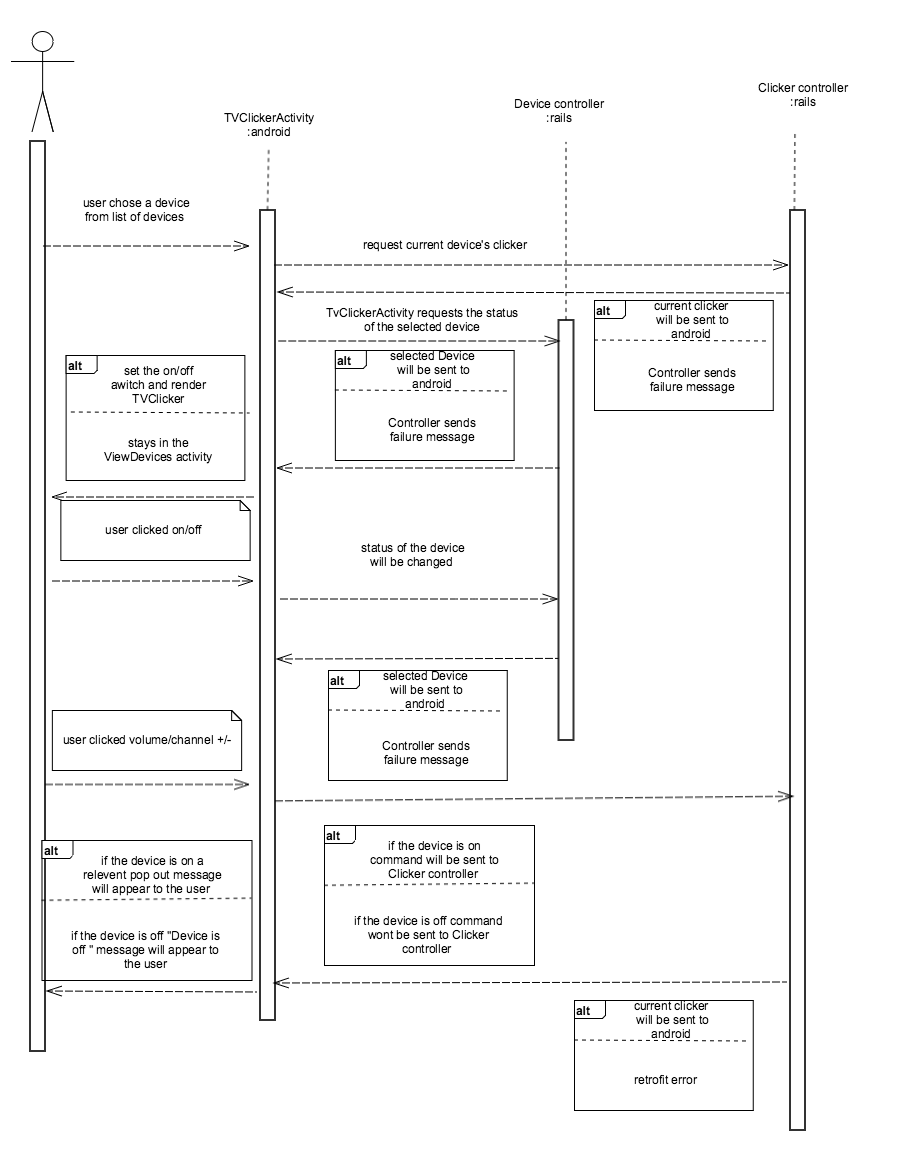 Clicker controller
:rails
Device controller
:rails
TVClickerActivity
:android
user chose a device
from list of devices
request current device's clicker
alt
current clicker
will be sent to
android
Controller sends
failure message
TvClickerActivity requests the status
of the selected device
alt
selected Device
will be sent to
android
Controller sends
failure message
alt
set the on/off
awitch and render
TVClicker
stays in the
ViewDevices activity
user clicked on/off
status of the device
will be changed
alt
selected Device
will be sent to
android
Controller sends
failure message
user clicked volume/channel +/-
alt
if the device is on a
relevent pop out message
will appear to the user
if the device is off "Device is
off " message will appear to
the user
alt
if the device is on
command will be sent to
Clicker controller
if the device is off command
wont be sent to Clicker
controller
alt
current clicker
will be sent to
android
retrofit error